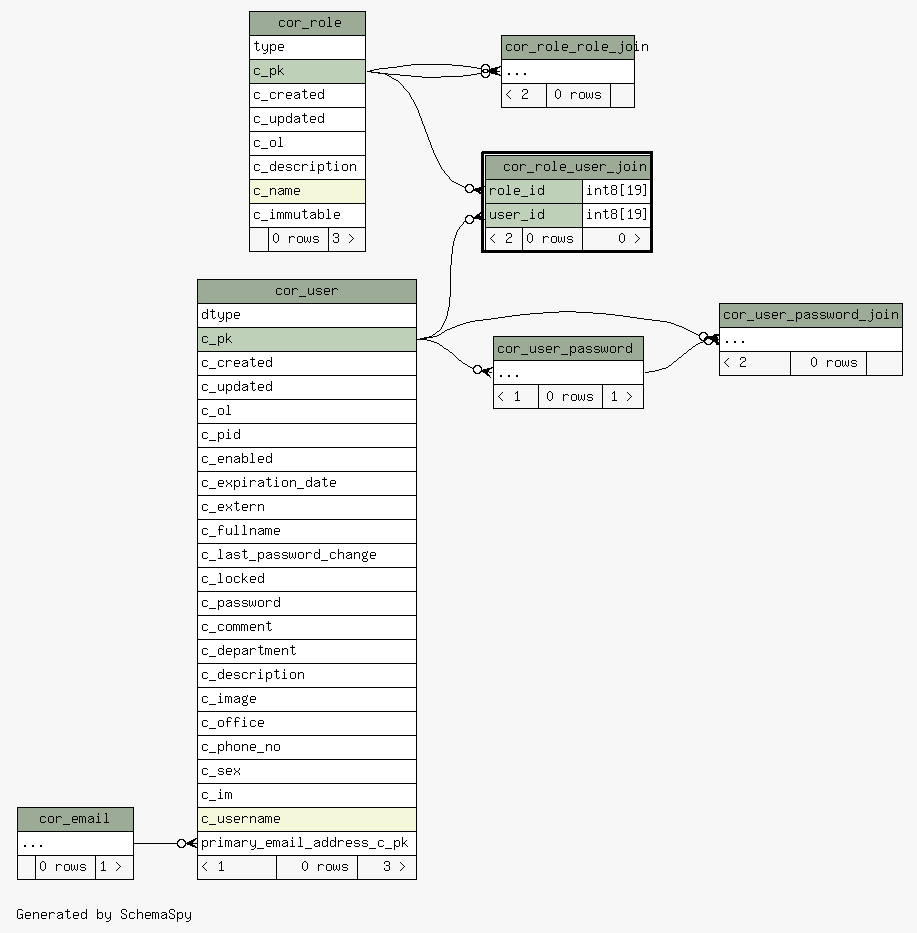 cor_role
type
c_pk
c_created
c_updated
c_ol
c_description
c_name
c_immutable
0 rows 3 >
cor_role_role_join
...
< 2 0 rows
cor_role_user_join
role_id int8[19]
user_id int8[19]
< 2 0 rows 0 >
cor_user
dtype
c_pk
c_created
c_updated
c_ol
c_pid
c_enabled
c_expiration_date
c_extern
c_fullname
c_last_password_change
c_locked
c_password
c_comment
c_department
c_description
c_image
c_office
c_phone_no
c_sex
c_im
c_username
primary_email_address_c_pk
< 1 0 rows 3 >
cor_user_password
...
< 1 0 rows 1 >
cor_user_password_join
...
< 2 0 rows
cor_email
...
0 rows 1 >
Generated by SchemaSpy